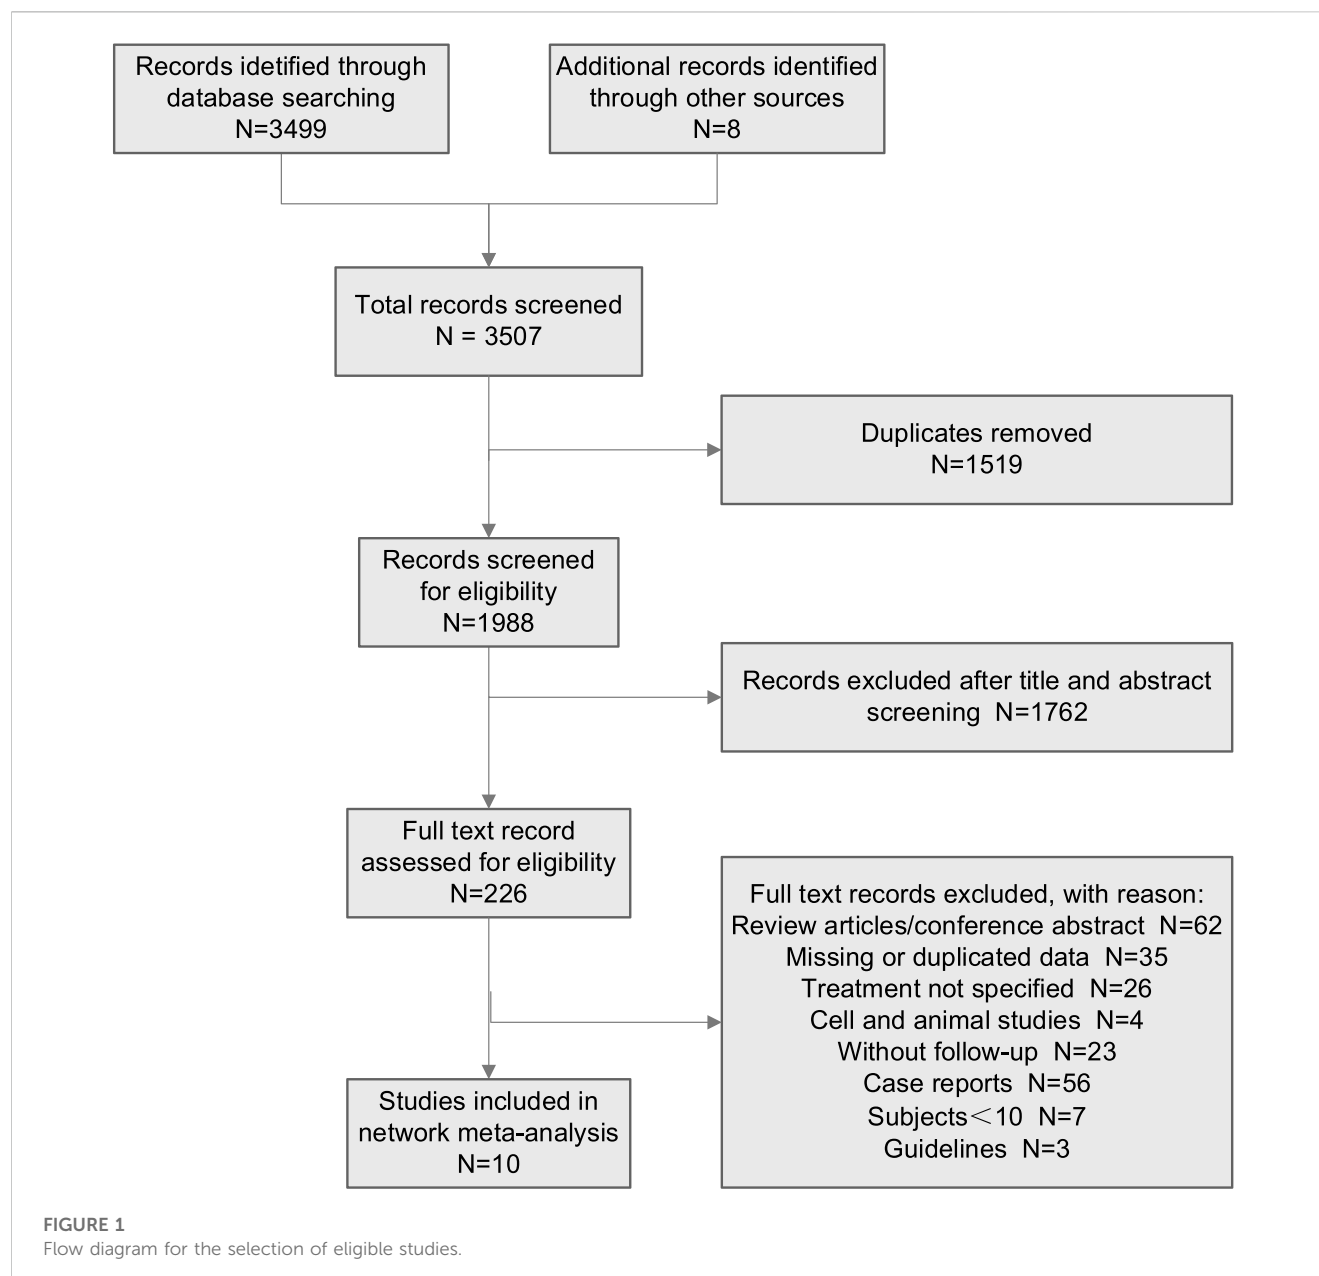 Records idetified through
database searching
N=3499
Additional records identified
through other sources
N=8
Total records screened
N = 3507
Duplicates removed
N=1519
Records screened
for eligibility
N=1988
Records excluded after title and abstract
screening  N=1762
Full text record
assessed for eligibility
N=226
Full text records excluded, with reason:
Review articles/conference abstract  N=62
Missing or duplicated data  N=35
Treatment not specified  N=26
Cell and animal studies  N=4
Without follow-up  N=23
Case reports  N=56
Subjects＜10  N=7
Guidelines  N=3
Studies included in
network meta-analysis
N=10
FIGURE 1
Flow diagram for the selection of eligible studies.